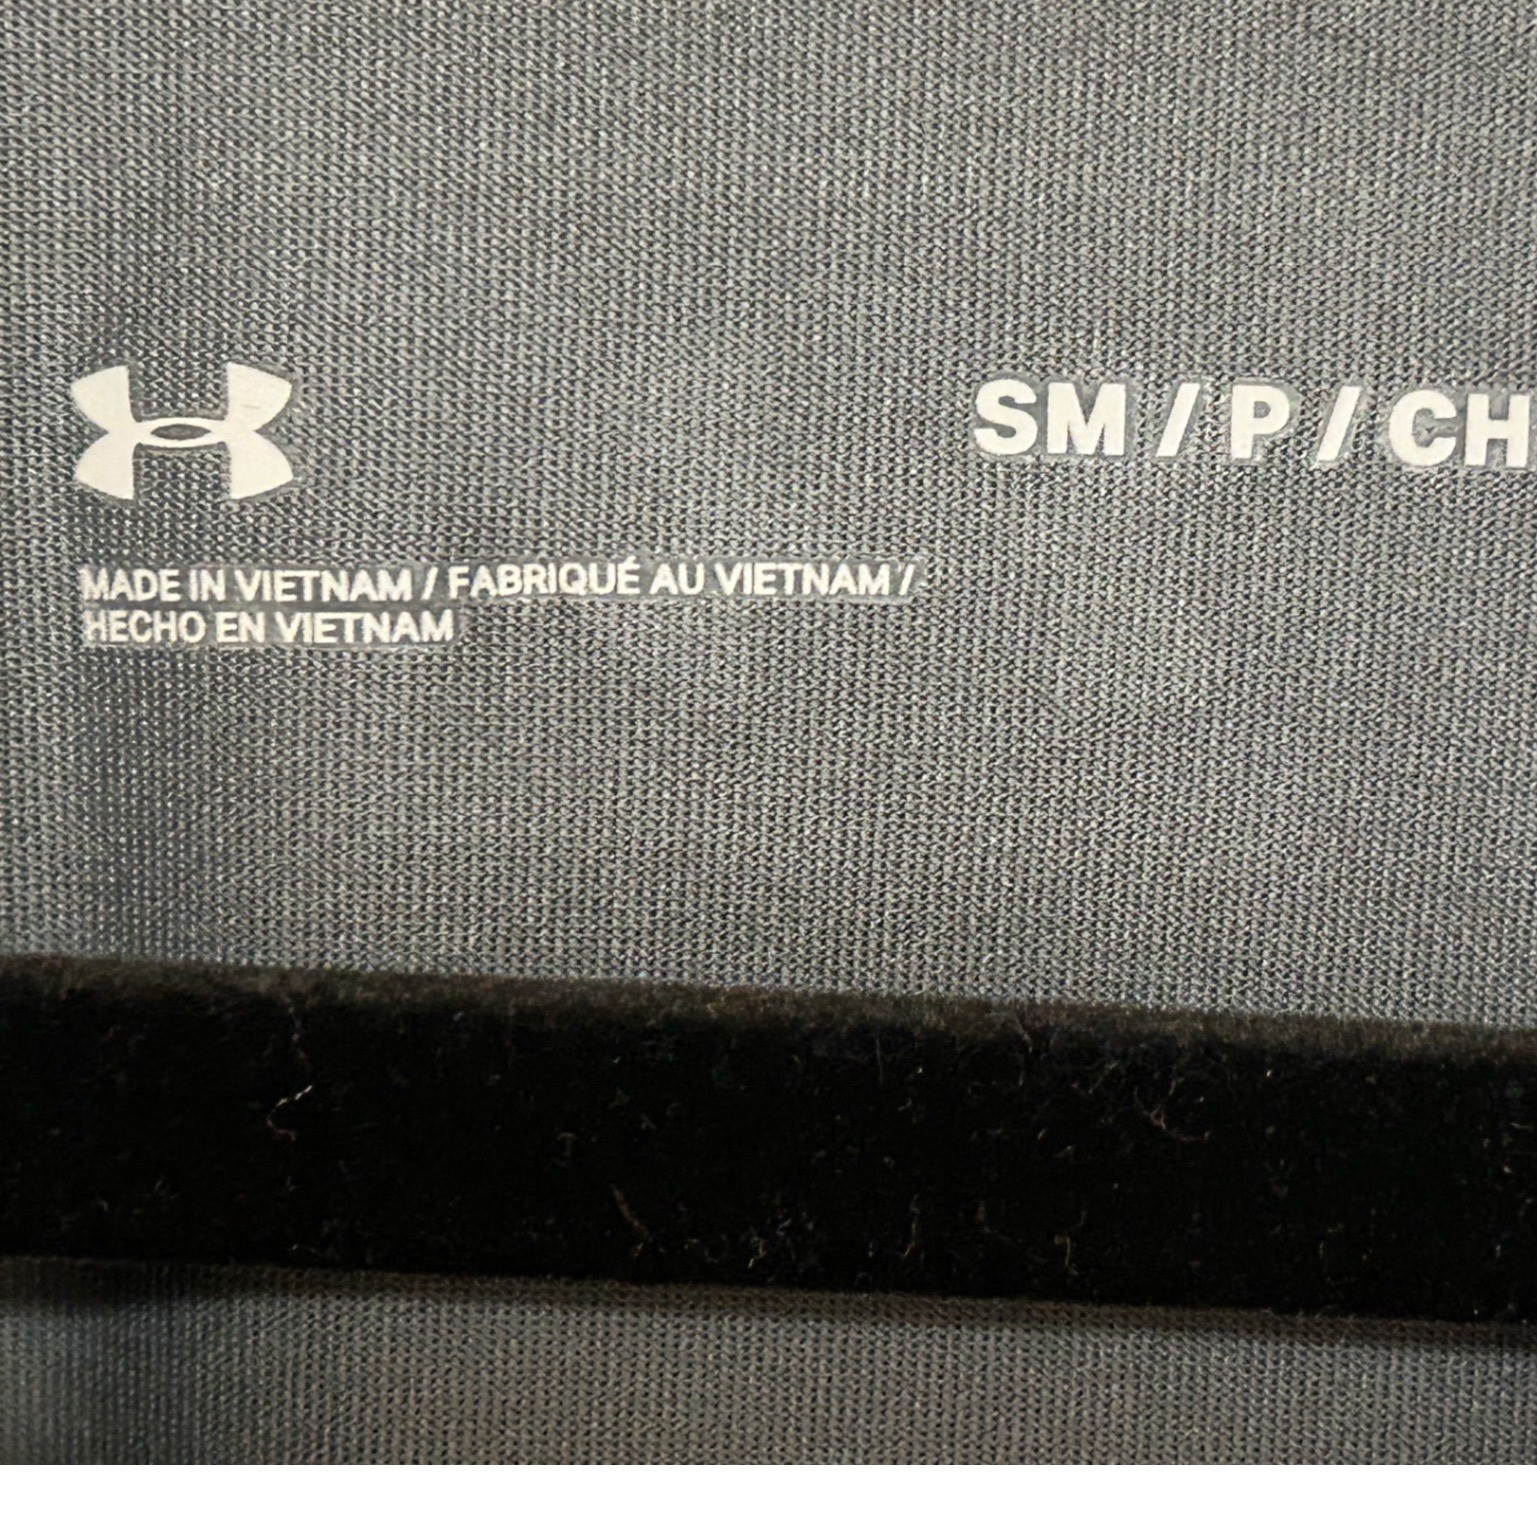 SM / P / CH
MADE IN VIETNAM / FABRIQUÉ AU VIETNAM /
HECHO EN VIETNAM